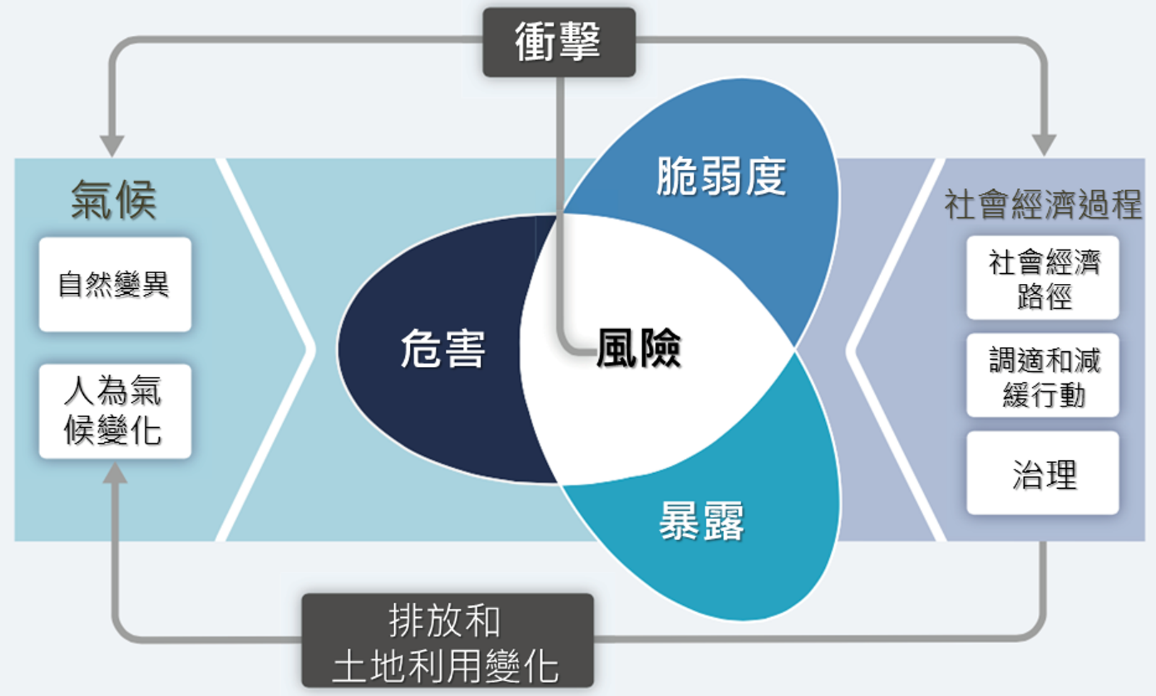 衝擊
氣候
自然變異
人為氣
候變化
脆弱度
危害
風險
暴露
社會經濟過程
社會經濟
路徑
調適和減
緩行動
治理
排放和
土地利用變化